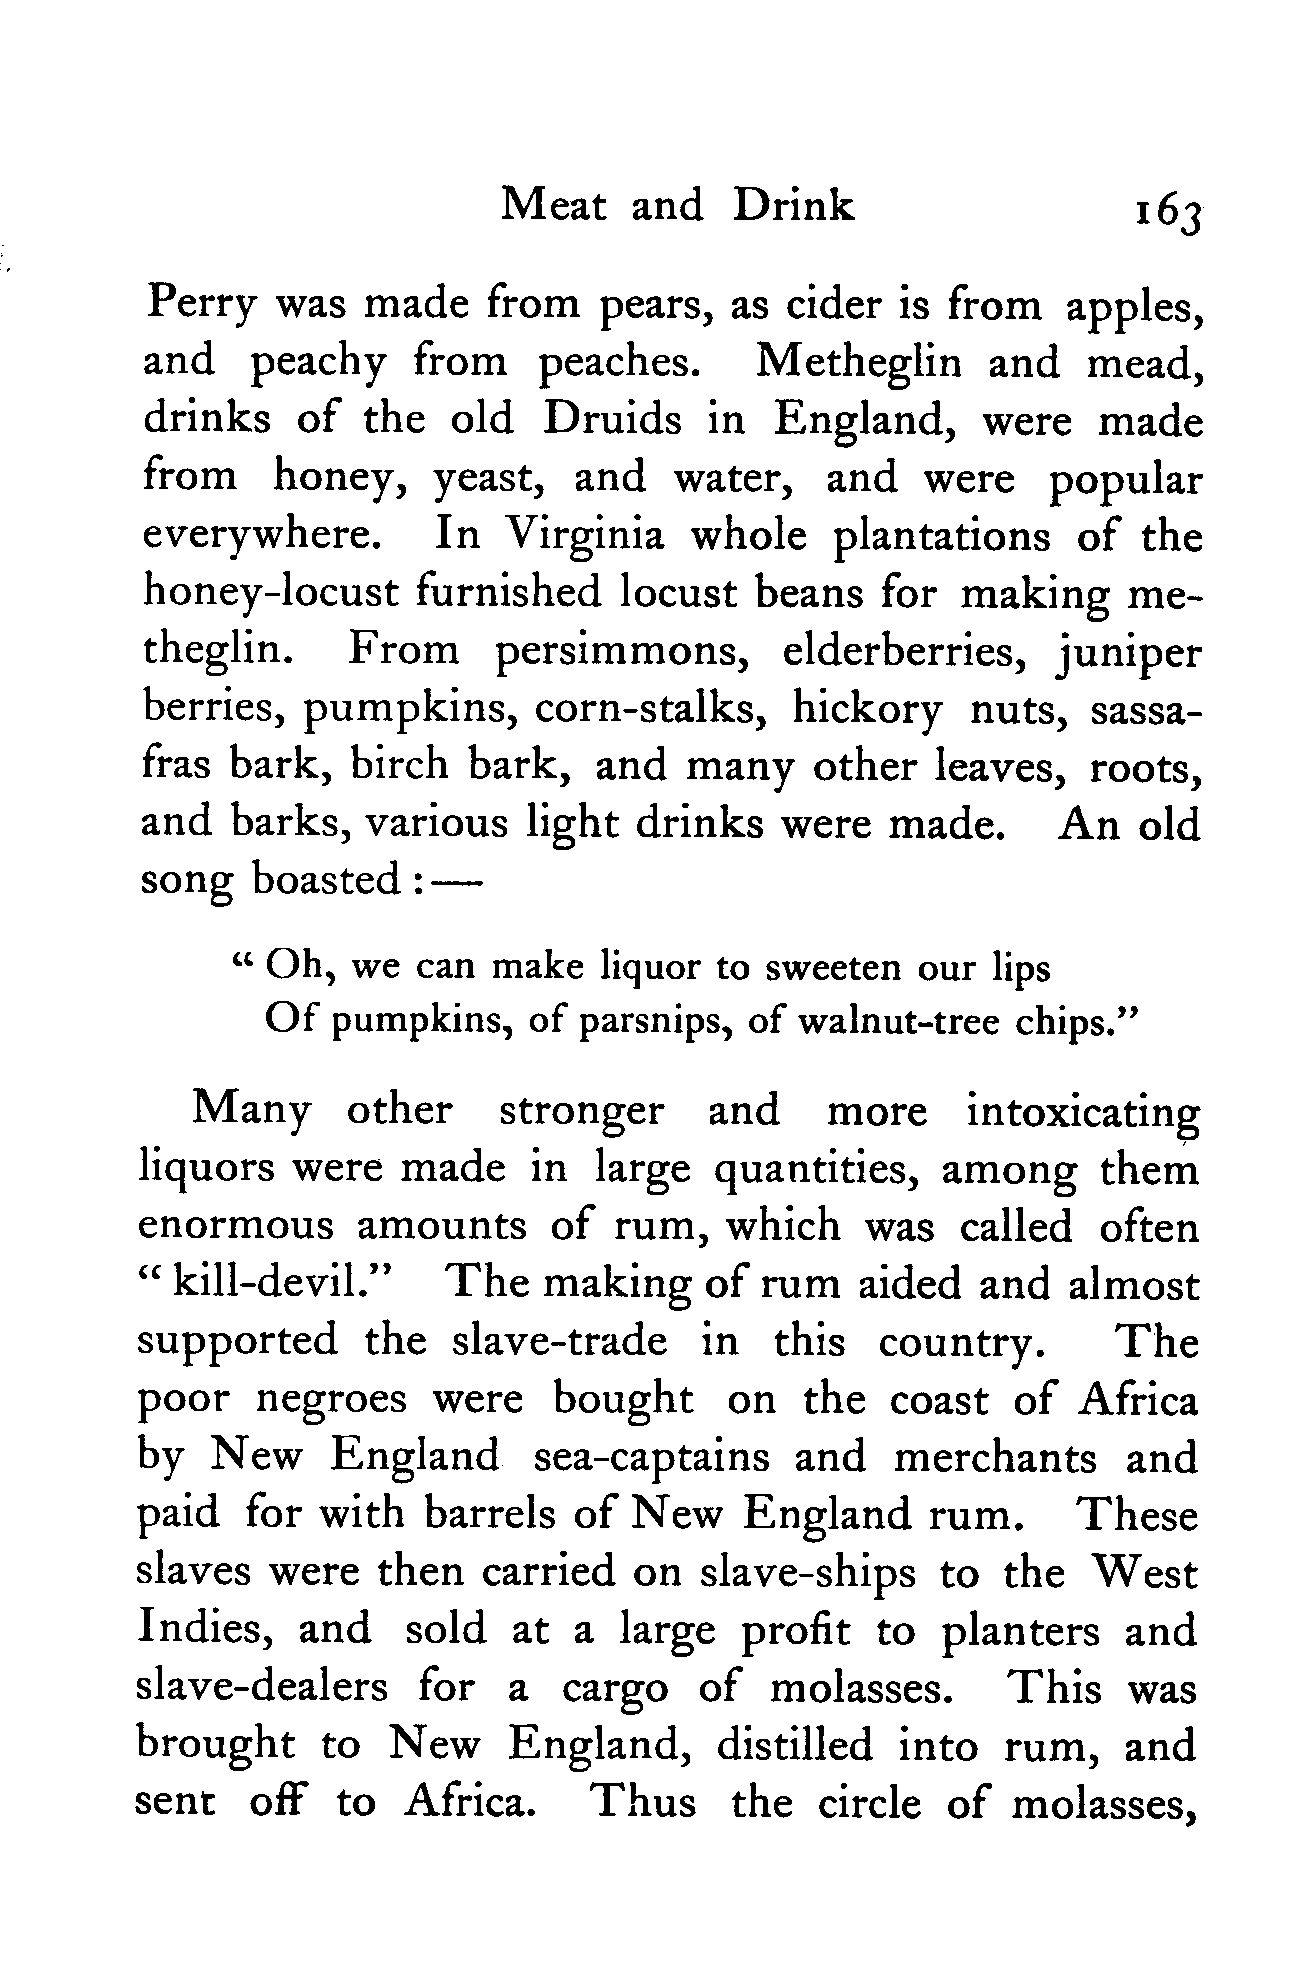 Meat and Drink 163
Perry was made from pears, as cider is from apples,
and peachy from peaches. Metheglin and mead,
drinks of the old Druids in England, were made
from honey, yeast, and water, and were popular
everywhere. In Virginia whole plantations of the
honey-locust furnished locust beans for making me-
theglin. From persimmons, elderberries, juniper
berries, pumpkins, corn-stalks, hickory nuts, sassa-
fras bark, birch bark, and many other leaves, roots,
and barks, various light drinks were made. An old
song boasted :—
“ Oh, we can make liquor to sweeten our lips
Of pumpkins, of parsnips, of walnut-tree chips.”
Many other stronger and more intoxicating
liquors were made in large quantities, among them
enormous amounts of rum, which was called often
“ kill-devil.” The making of rum aided and almost
supported the slave-trade in this country. The
poor negroes were bought on the coast of Africa
by New England sea-captains and merchants and
paid for with barrels of New England rum. These
slaves were then carried on slave-ships to the West
Indies, and sold at a large profit to planters and
slave-dealers for a cargo of molasses. This was
brought to New England, distilled into rum, and
sent off to Africa. Thus the circle of molasses,